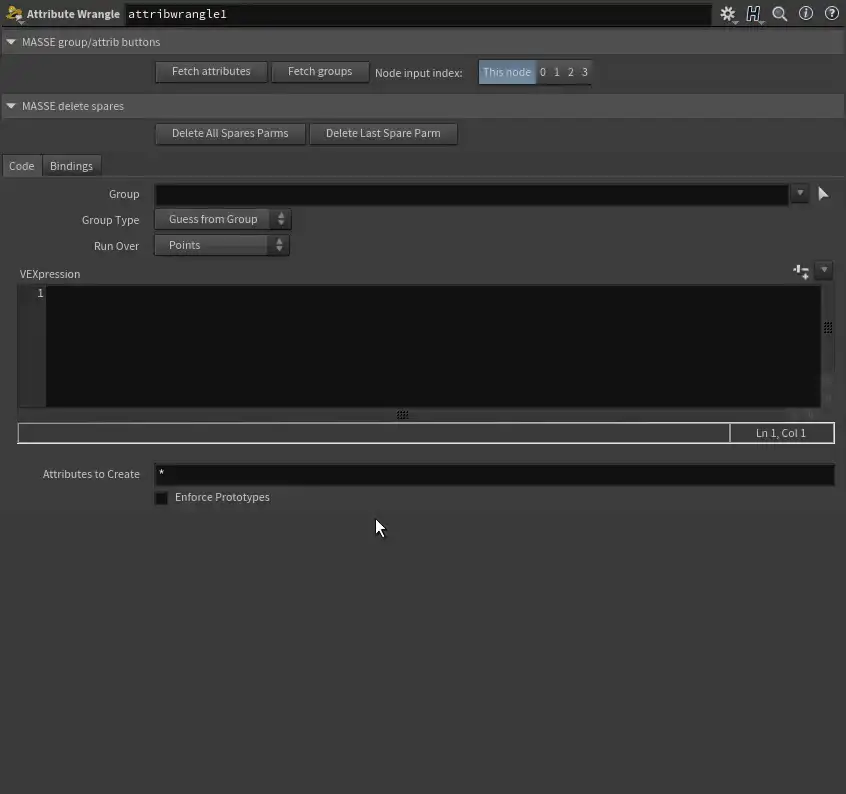 Attribute Wrangle attribwrangle1
MASSE group/attrib buttons
Fetch attributes Fetch groups Node input index: This node 0 1 2 3
MASSE delete spares
Delete All Spares Parms Delete Last Spare Parm
Code Bindings
Group
Group Type Guess from Group
Run Over Points
VEXpression
1
Ln 1, Col 1
Attributes to Create *
Enforce Prototypes